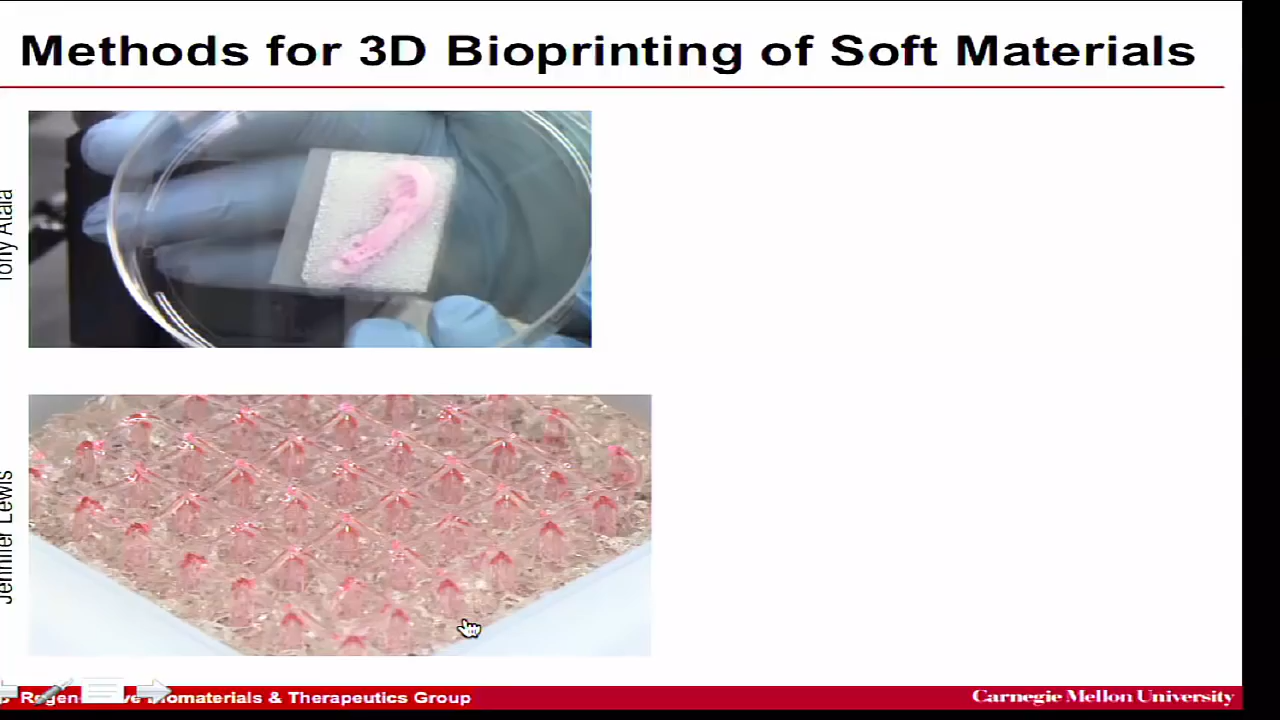 Methods for 3D Bioprinting of Soft Materials
Tony Atala
Jennifer Lewis
Biomaterials & Therapeutics Group
Carnegie Mellon University